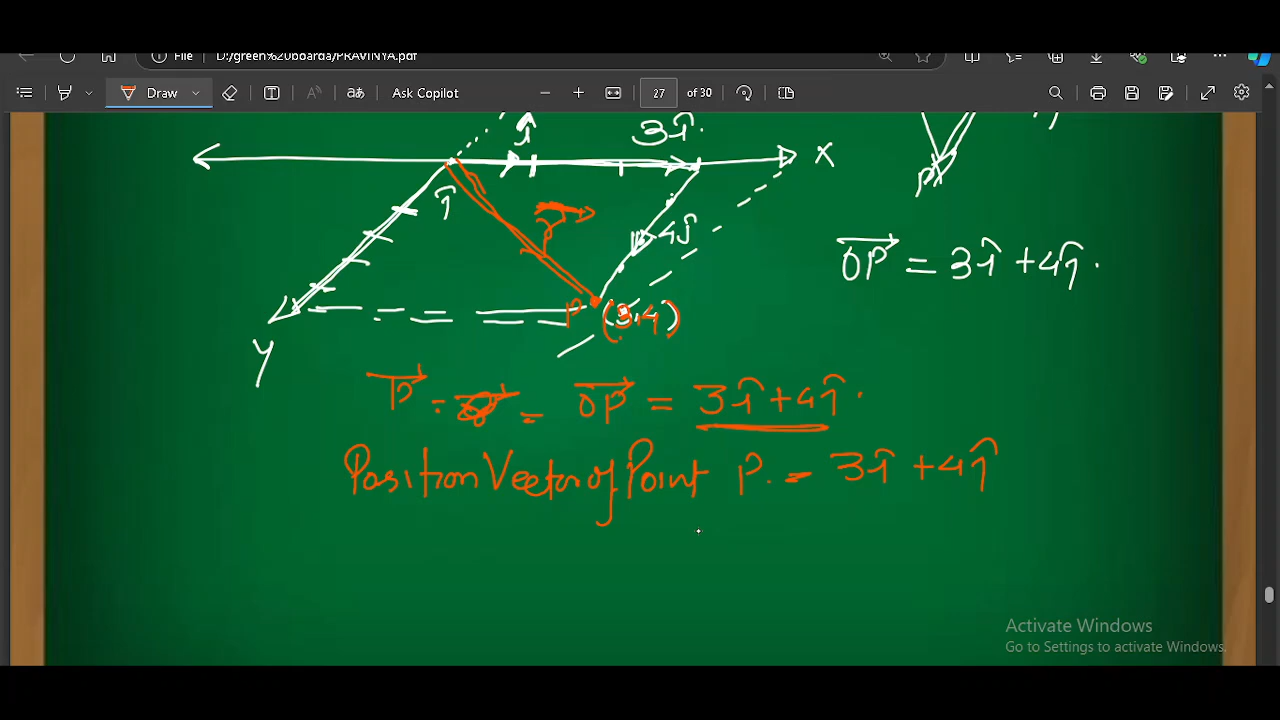 File D:/green%20boarda/PRAVINYA.pdf
Draw Ask Copilot 27 of 30
î 3î.
X
ĵ
4ĵ
OP = 3î + 4ĵ.
P (3,4)
Y
P = = OP = 3î + 4ĵ.
Position Vector of Point P. = 3î + 4ĵ
Activate Windows
Go to Settings to activate Windows.